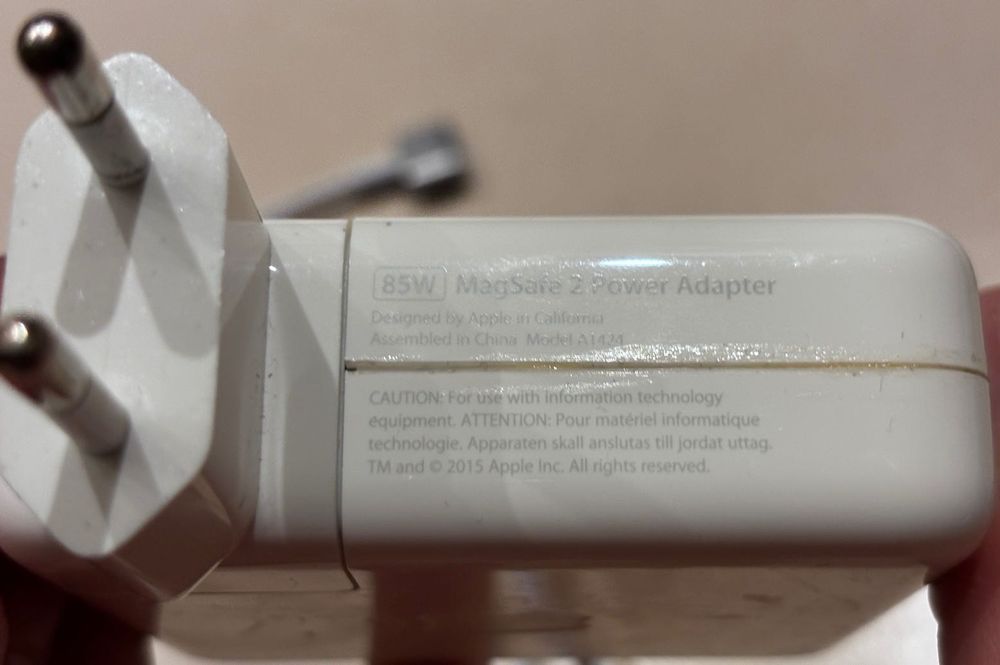 85W MagSafe 2 Power Adapter
Designed by Apple in California
Assembled in China Model A1424
CAUTION: For use with information technology
equipment. ATTENTION: Pour matériel informatique
technologie. Apparaten skall anslutas till jordat uttag.
TM and © 2015 Apple Inc. All rights reserved.